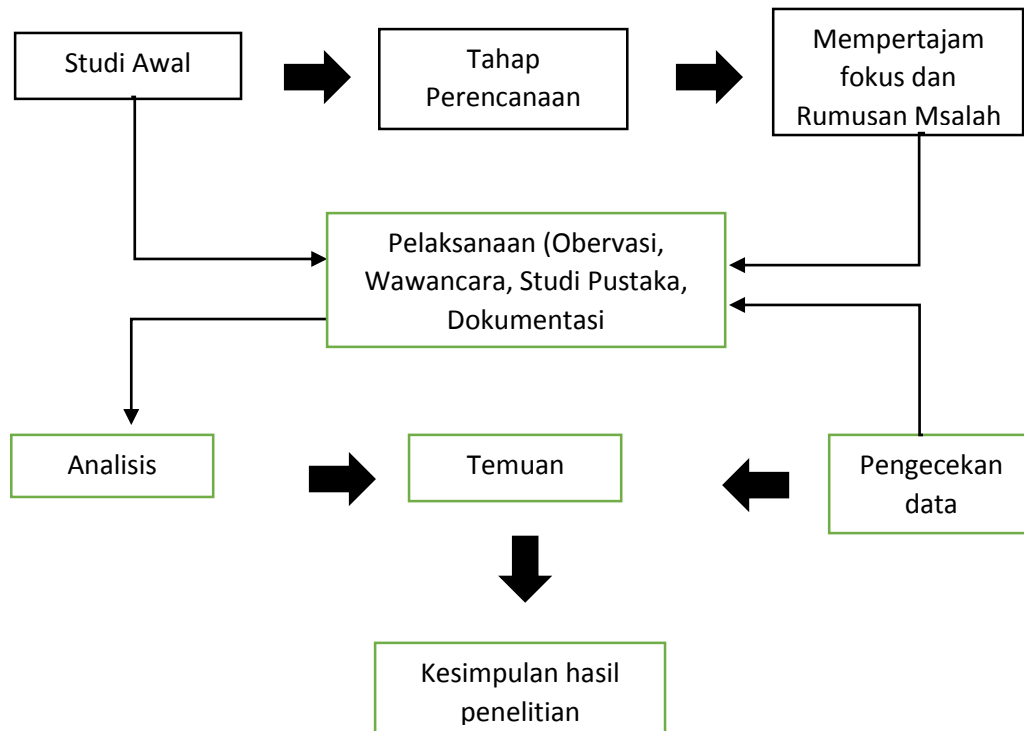 Studi Awal
Tahap
Perencanaan
Mempertajam
fokus dan
Rumusan Msalah
Pelaksanaan (Obervasi,
Wawancara, Studi Pustaka,
Dokumentasi
Analisis
Temuan
Pengecekan
data
Kesimpulan hasil
penelitian